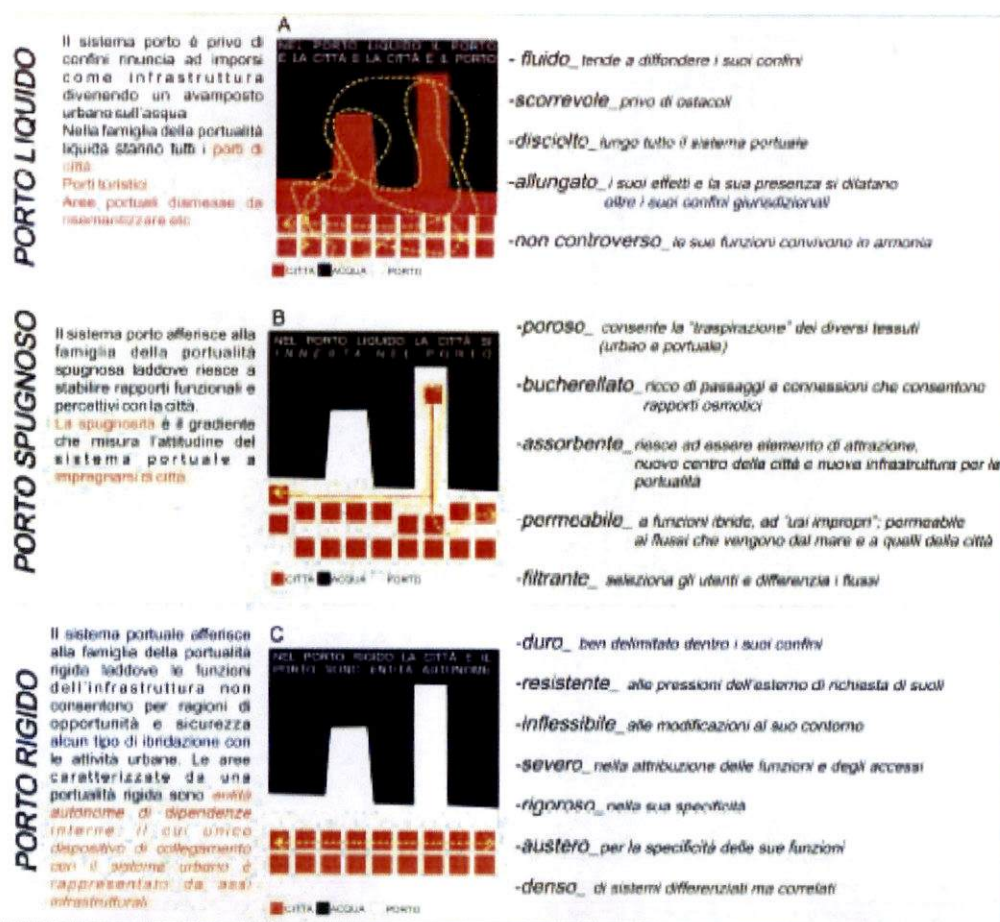 PORTO LIQUIDO
Il sistema porto è privo di
confini rinuncia ad imporsi
come infrastruttura
divenendo un avamposto
urbano sull'acqua
Nella famiglia della portualità
liquida stanno tutti i porti di
città
Porti turistici
Aree portuali dismesse da
risemantizzare etc
A
NEL PORTO LIQUIDO IL PORTO
E LA CITTÀ E LA CITTÀ E IL PORTO
CITTÀ ACQUA PORTO
- fluido_ tende a diffondere i suoi confini
-scorrevole_ privo di ostacoli
-disciolto_ lungo tutto il sistema portuale
-allungato_ i suoi effetti e la sua presenza si dilatano
oltre i suoi confini giurisdizionali
-non controverso_ le sue funzioni convivono in armonia
PORTO SPUGNOSO
Il sistema porto afferisce alla
famiglia della portualità
spugnosa laddove riesce a
stabilire rapporti funzionali e
percettivi con la città.
La spugnosità è il gradiente
che misura l'attitudine del
sistema portuale a
impregnarsi di città
B
NEL PORTO LIQUIDO LA CITTÀ SI
INNESTA NEL PORTO
CITTÀ ACQUA PORTO
-poroso_ consente la "traspirazione" dei diversi tessuti
(urbao e portuale)
-bucherellato_ ricco di passaggi e connessioni che consentono
rapporti osmotici
-assorbente_ riesce ad essere elemento di attrazione,
nuovo centro della città e nuova infrastruttura per la
portualità
-permeabile_ a funzioni ibride, ad "usi impropri"; permeabile
ai flussi che vengono dal mare e a quelli della città
-filtrante_ seleziona gli utenti e differenzia i flussi
PORTO RIGIDO
Il sistema portuale afferisce
alla famiglia della portualità
rigida laddove le funzioni
dell'infrastruttura non
consentono per ragioni di
opportunità e sicurezza
alcun tipo di ibridazione con
le attività urbane. Le aree
caratterizzate da una
portualità rigida sono entità
autonome di dipendenze
interne; il cui unico
dispositivo di collegamento
con il sistema urbano è
rappresentato da assi
infrastrutturali
C
NEL PORTO RIGIDO LA CITTÀ E IL
PORTO SONO ENTITÀ AUTONOME
CITTÀ ACQUA PORTO
-duro_ ben delimitato dentro i suoi confini
-resistente_ alle pressioni dell'esterno di richiesta di suoli
-inflessibile_ alle modificazioni al suo contorno
-severo_ nella attribuzione delle funzioni e degli accessi
-rigoroso_ nella sua specificità
-austero_ per la specificità delle sue funzioni
-denso_ di sistemi differenziati ma correlati